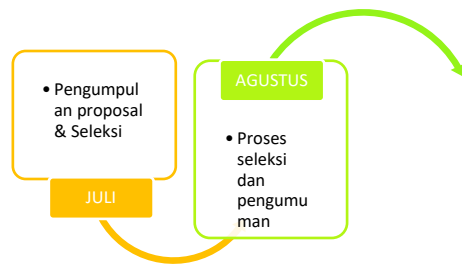 • Pengumpul
an proposal
& Seleksi
JULI
AGUSTUS
• Proses
seleksi
dan
pengumu
man